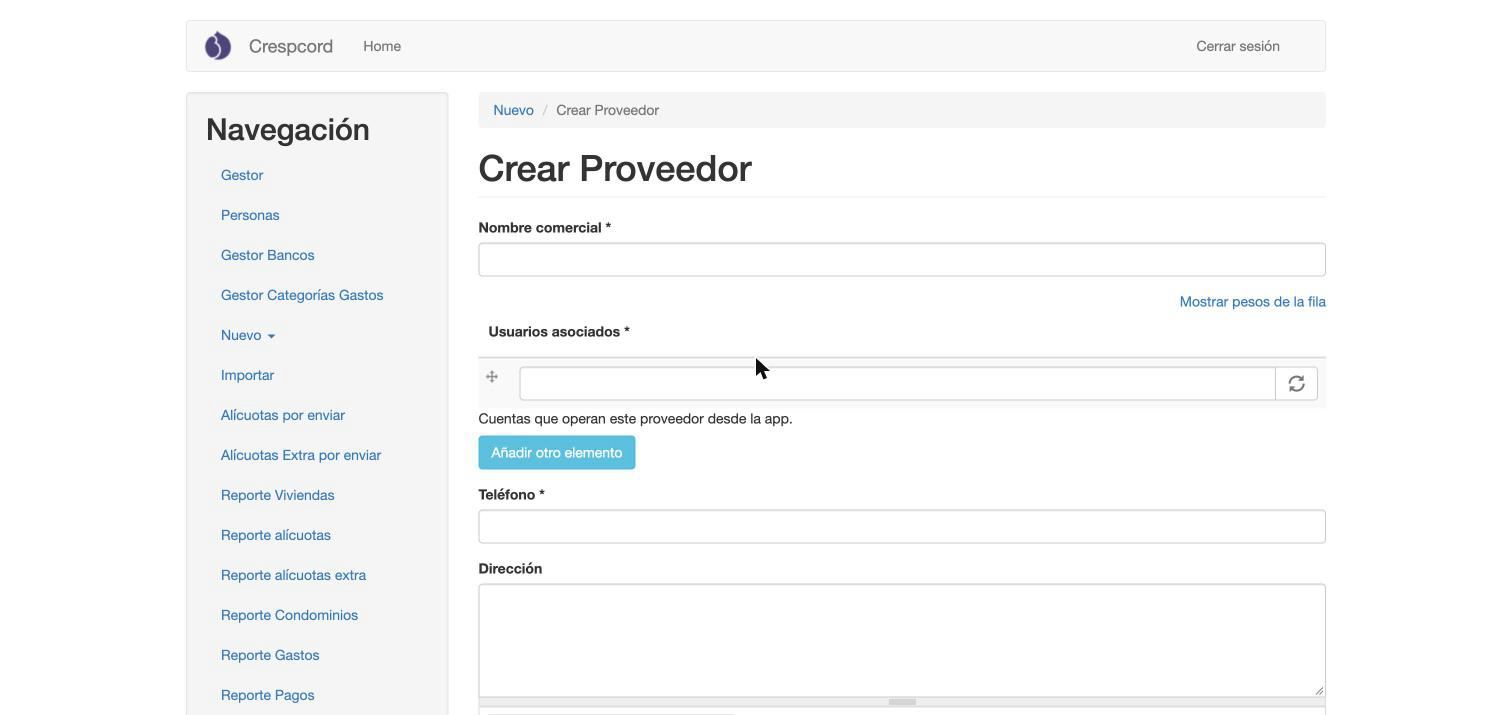 Crespcord
Home
Cerrar sesión
Navegación
Gestor
Personas
Gestor Bancos
Gestor Categorías Gastos
Nuevo
Importar
Alícuotas por enviar
Alícuotas Extra por enviar
Reporte Viviendas
Reporte alícuotas
Reporte alícuotas extra
Reporte Condominios
Reporte Gastos
Reporte Pagos
Nuevo / Crear Proveedor
Crear Proveedor
Nombre comercial *
Mostrar pesos de la fila
Usuarios asociados *
Cuentas que operan este proveedor desde la app.
Añadir otro elemento
Teléfono *
Dirección